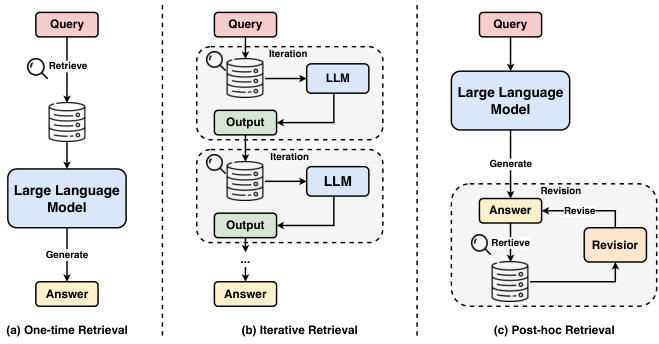 Query
Retrieve
Large Language
Model
Generate
Answer
(a) One-time Retrieval
Query
Iteration
LLM
Output
Iteration
LLM
Output
...
Answer
(b) Iterative Retrieval
Query
Large Language
Model
Generate
Revision
Answer
Revise
Rertieve
Revisior
(c) Post-hoc Retrieval